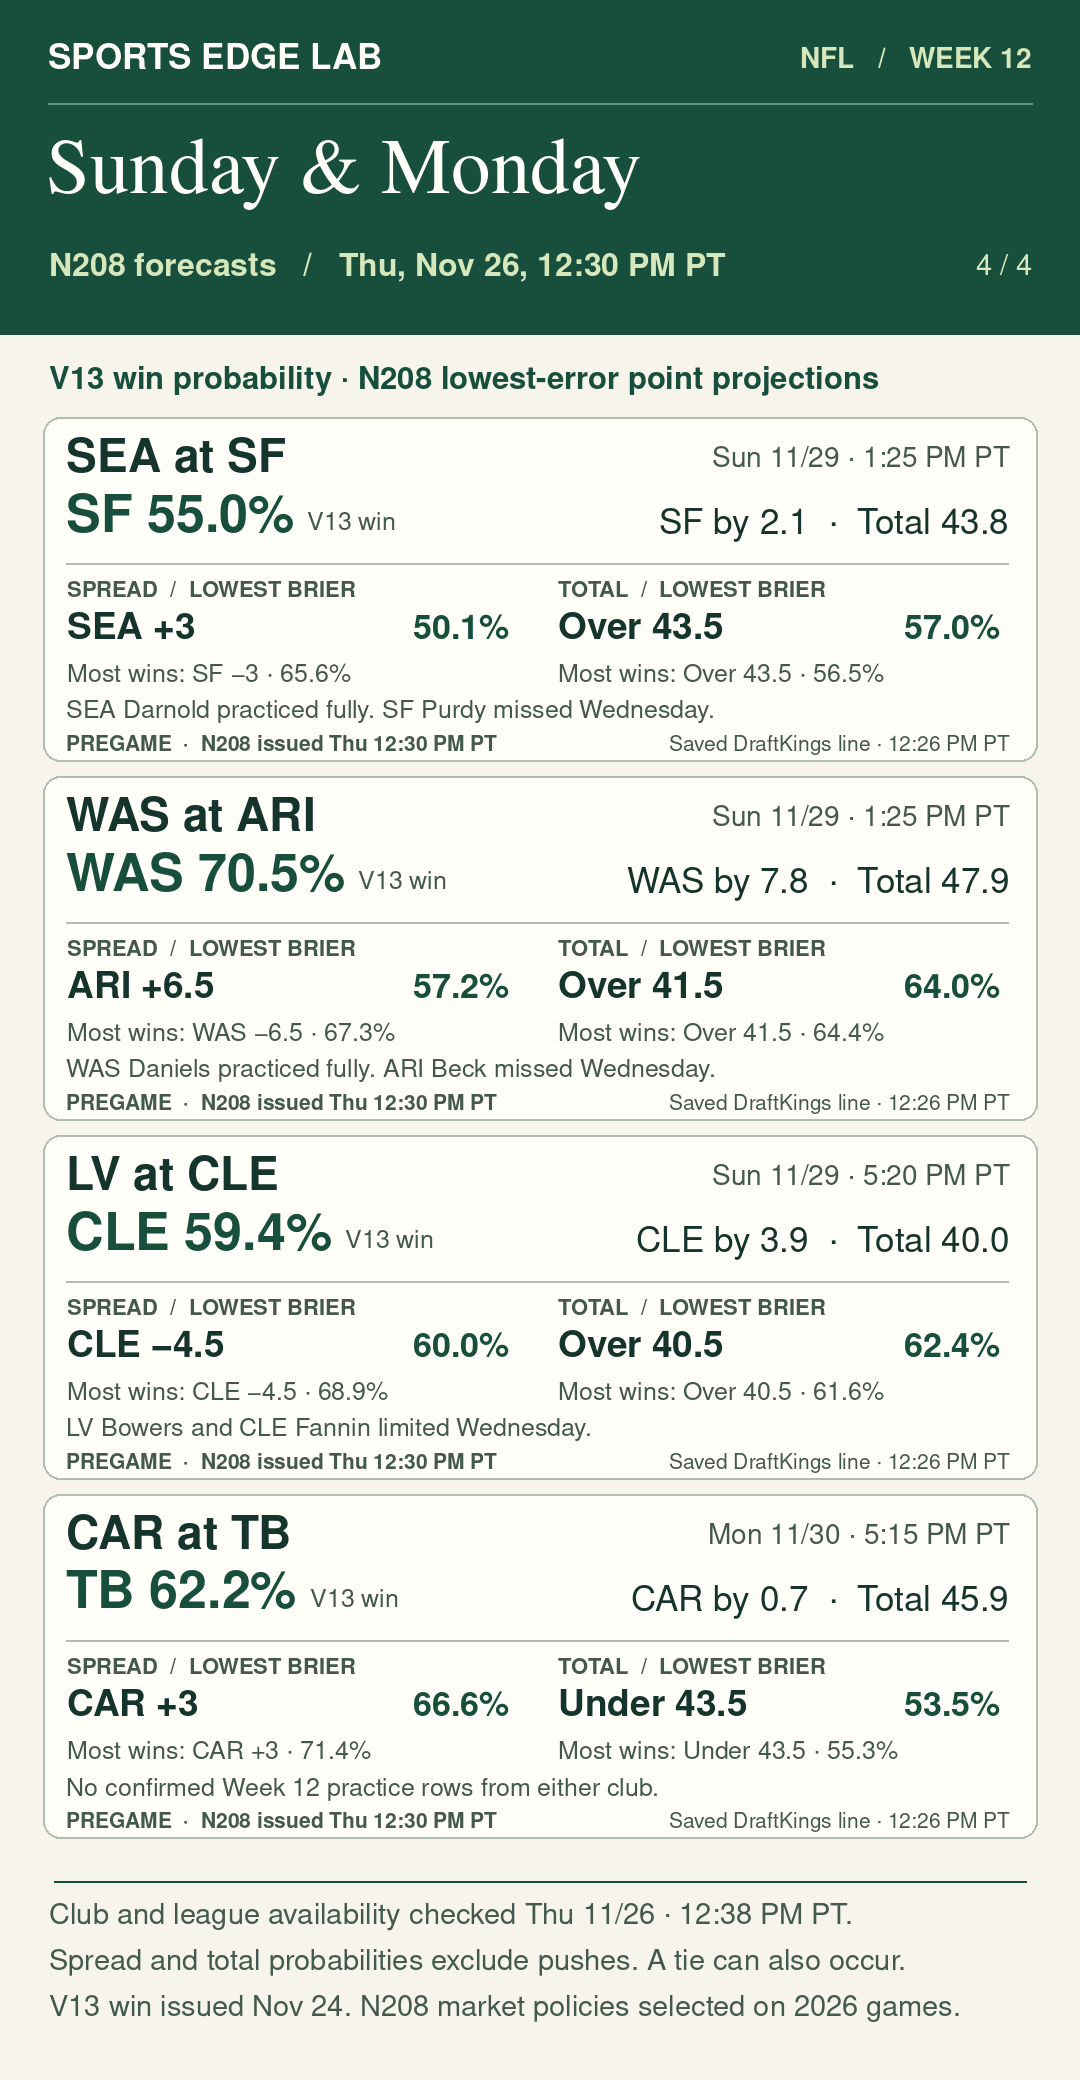 SPORTS EDGE LAB
NFL / WEEK 12
Sunday & Monday
N208 forecasts / Thu, Nov 26, 12:30 PM PT
4 / 4
V13 win probability · N208 lowest-error point projections
SEA at SF
Sun 11/29 · 1:25 PM PT
SF 55.0% V13 win
SF by 2.1 · Total 43.8
SPREAD / LOWEST BRIER
TOTAL / LOWEST BRIER
SEA +3 50.1%
Over 43.5 57.0%
Most wins: SF −3 · 65.6%
Most wins: Over 43.5 · 56.5%
SEA Darnold practiced fully. SF Purdy missed Wednesday.
PREGAME · N208 issued Thu 12:30 PM PT
Saved DraftKings line · 12:26 PM PT
WAS at ARI
Sun 11/29 · 1:25 PM PT
WAS 70.5% V13 win
WAS by 7.8 · Total 47.9
SPREAD / LOWEST BRIER
TOTAL / LOWEST BRIER
ARI +6.5 57.2%
Over 41.5 64.0%
Most wins: WAS −6.5 · 67.3%
Most wins: Over 41.5 · 64.4%
WAS Daniels practiced fully. ARI Beck missed Wednesday.
PREGAME · N208 issued Thu 12:30 PM PT
Saved DraftKings line · 12:26 PM PT
LV at CLE
Sun 11/29 · 5:20 PM PT
CLE 59.4% V13 win
CLE by 3.9 · Total 40.0
SPREAD / LOWEST BRIER
TOTAL / LOWEST BRIER
CLE −4.5 60.0%
Over 40.5 62.4%
Most wins: CLE −4.5 · 68.9%
Most wins: Over 40.5 · 61.6%
LV Bowers and CLE Fannin limited Wednesday.
PREGAME · N208 issued Thu 12:30 PM PT
Saved DraftKings line · 12:26 PM PT
CAR at TB
Mon 11/30 · 5:15 PM PT
TB 62.2% V13 win
CAR by 0.7 · Total 45.9
SPREAD / LOWEST BRIER
TOTAL / LOWEST BRIER
CAR +3 66.6%
Under 43.5 53.5%
Most wins: CAR +3 · 71.4%
Most wins: Under 43.5 · 55.3%
No confirmed Week 12 practice rows from either club.
PREGAME · N208 issued Thu 12:30 PM PT
Saved DraftKings line · 12:26 PM PT
Club and league availability checked Thu 11/26 · 12:38 PM PT.
Spread and total probabilities exclude pushes. A tie can also occur.
V13 win issued Nov 24. N208 market policies selected on 2026 games.